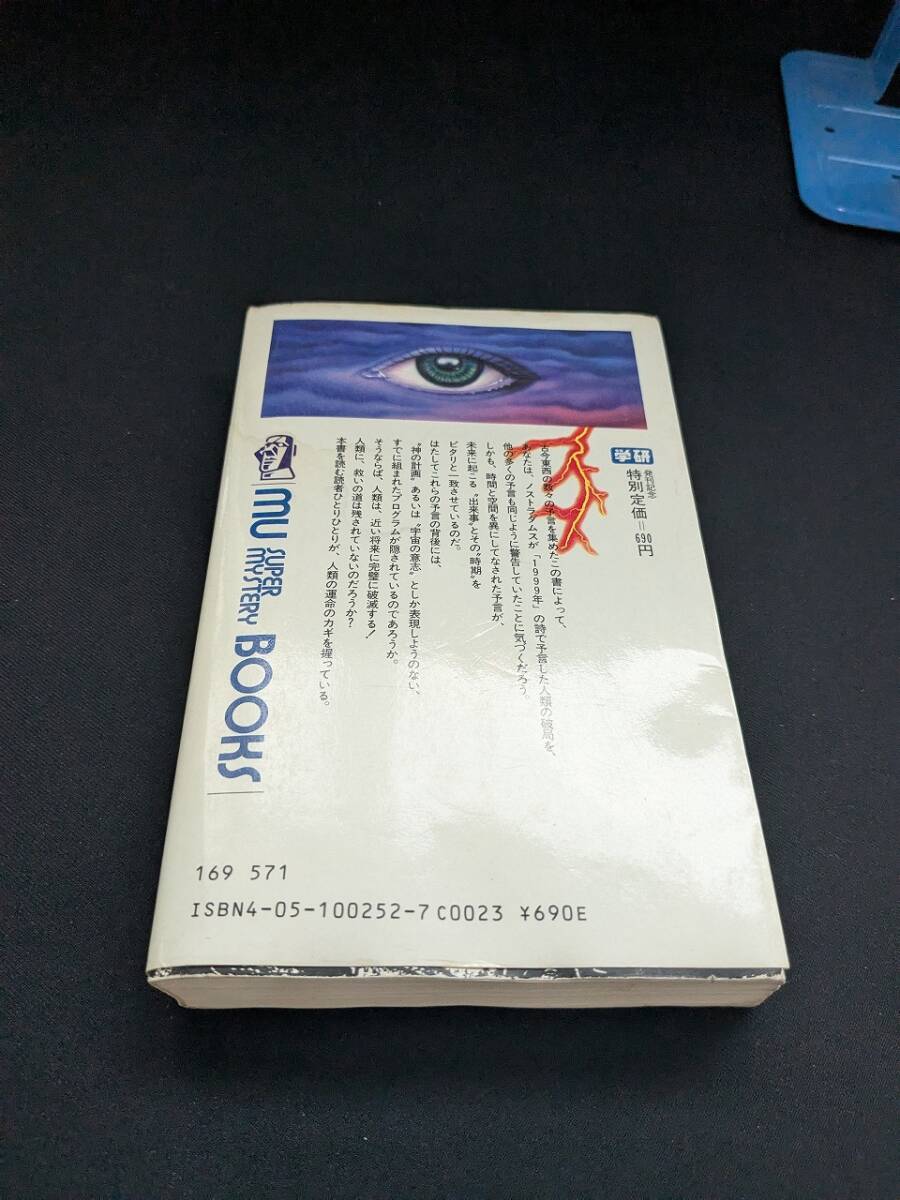 学研
発刊記念
特別定価=690円
古今東西の数々の予言を集めたこの書によって、
あなたは、ノストラダムスが「1999年」の詩で予言した人類の破局を、
他の多くの予言も同じように警告していたことに気づくだろう。
しかも、時間と空間を異にしてなされた予言が、
未来に起こる“出来事”とその“時期”を
ピタリと一致させているのだ。
はたしてこれらの予言の背後には、
“神の計画”あるいは“宇宙の意志”としか表現しようのない、
すでに組まれたプログラムが隠されているのであろうか。
そうならば、人類は、近い将来に完璧に破滅する!
人類に、救いの道は残されていないのだろうか?
本書を読む読者ひとりひとりが、人類の運命のカギを握っている。
MU SUPER MYSTERY BOOKS
169 571
ISBN4-05-100252-7 C0023 ¥690E